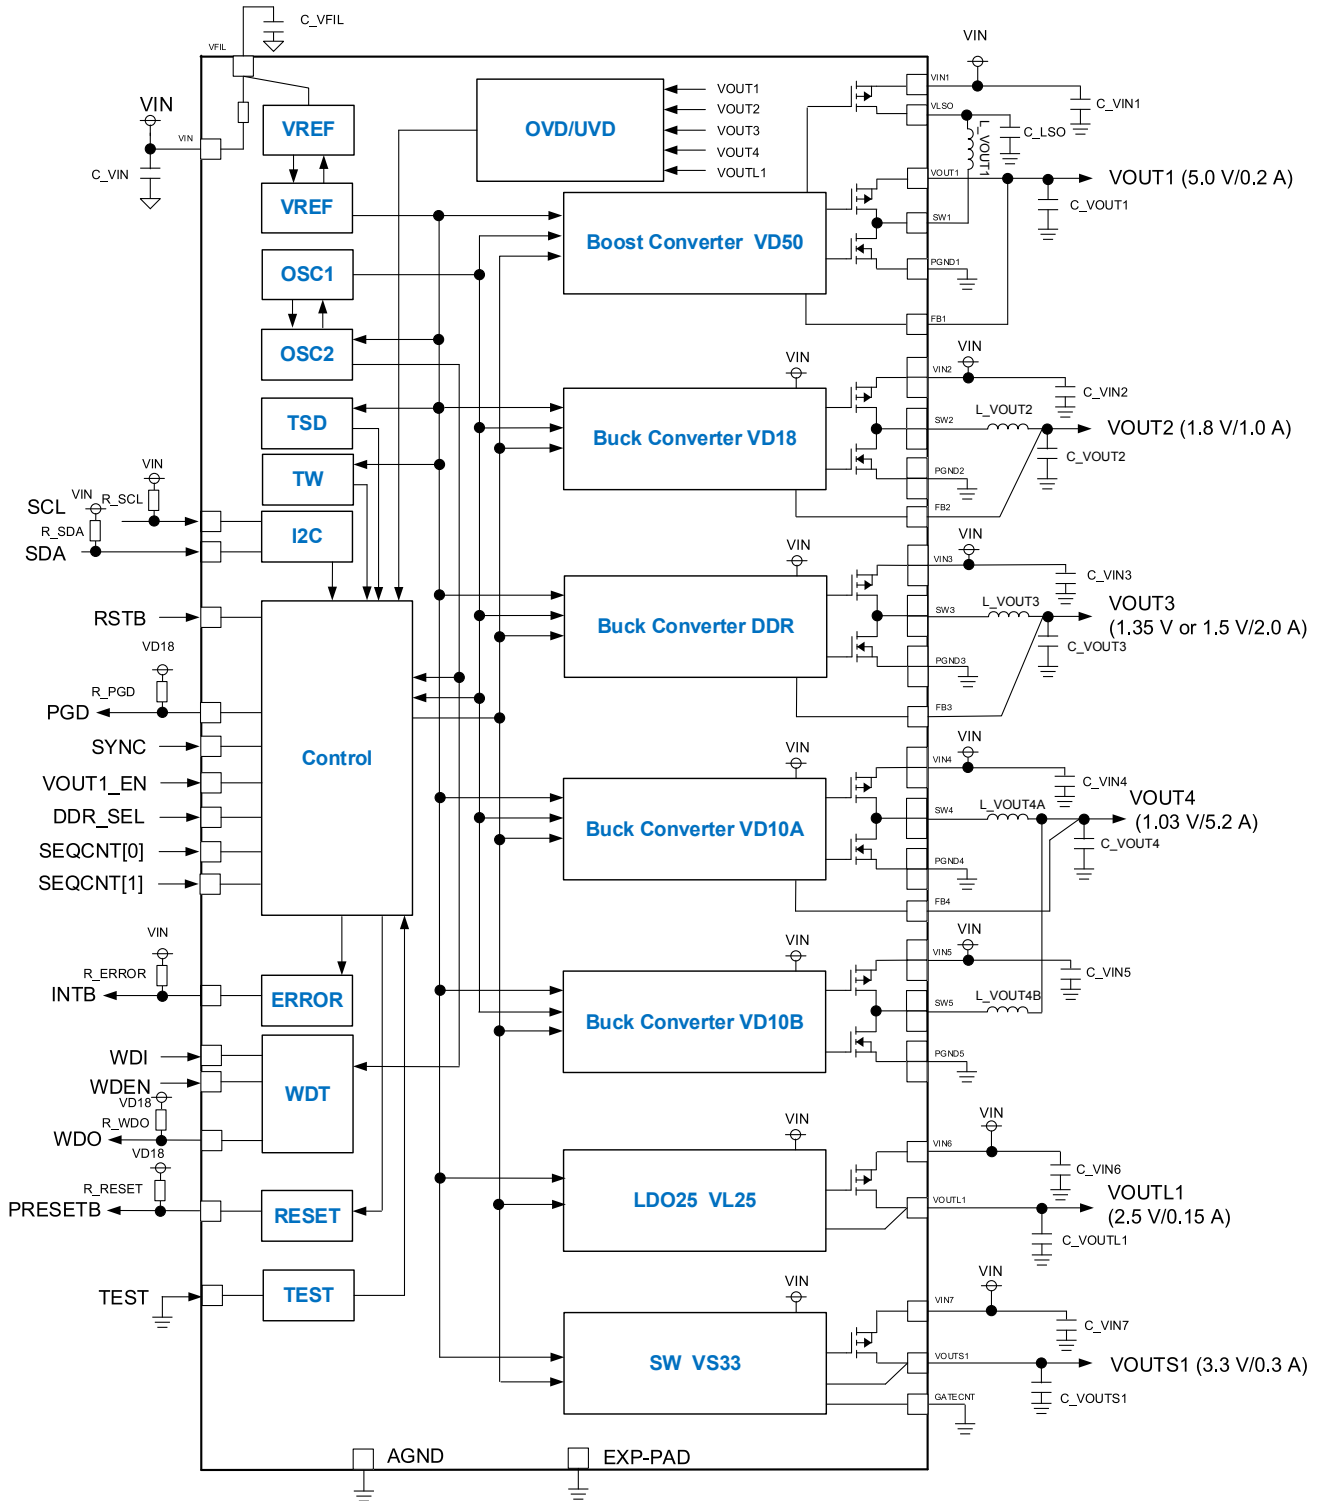 C_VFIL
VFIL
VIN
VIN
C_VIN
VREF
VREF
OSC1
OSC2
TSD
TW
I2C
VIN
R_SCL
VIN
SCL
R_SDA
SDA
RSTB
VD18
R_PGD
PGD
SYNC
VOUT1_EN
DDR_SEL
SEQCNT[0]
SEQCNT[1]
Control
VIN
R_ERROR
INTB
ERROR
WDI
WDEN
VD18
R_WDO
WDO
WDT
VD18
R_RESET
PRESETB
RESET
TEST
TEST
AGND
EXP-PAD
OVD/UVD
VOUT1
VOUT2
VOUT3
VOUT4
VOUTL1
VIN
VIN1
C_VIN1
VLSO
C_LSO
L_VOUT1
Boost Converter VD50
VOUT1
VOUT1 (5.0 V/0.2 A)
C_VOUT1
SW1
PGND1
FB1
VIN
Buck Converter VD18
VIN
VIN2
C_VIN2
SW2
L_VOUT2
VOUT2 (1.8 V/1.0 A)
C_VOUT2
PGND2
FB2
VIN
Buck Converter DDR
VIN
VIN3
C_VIN3
SW3
L_VOUT3
VOUT3
(1.35 V or 1.5 V/2.0 A)
C_VOUT3
PGND3
FB3
VIN
Buck Converter VD10A
VIN
VIN4
C_VIN4
SW4
L_VOUT4A
VOUT4
(1.03 V/5.2 A)
C_VOUT4
PGND4
FB4
VIN
Buck Converter VD10B
VIN
VIN5
C_VIN5
SW5
L_VOUT4B
PGND5
VIN
LDO25 VL25
VIN
VIN6
C_VIN6
VOUTL1
VOUTL1
(2.5 V/0.15 A)
C_VOUTL1
VIN
SW VS33
VIN
VIN7
C_VIN7
VOUTS1
VOUTS1 (3.3 V/0.3 A)
C_VOUTS1
GATECNT